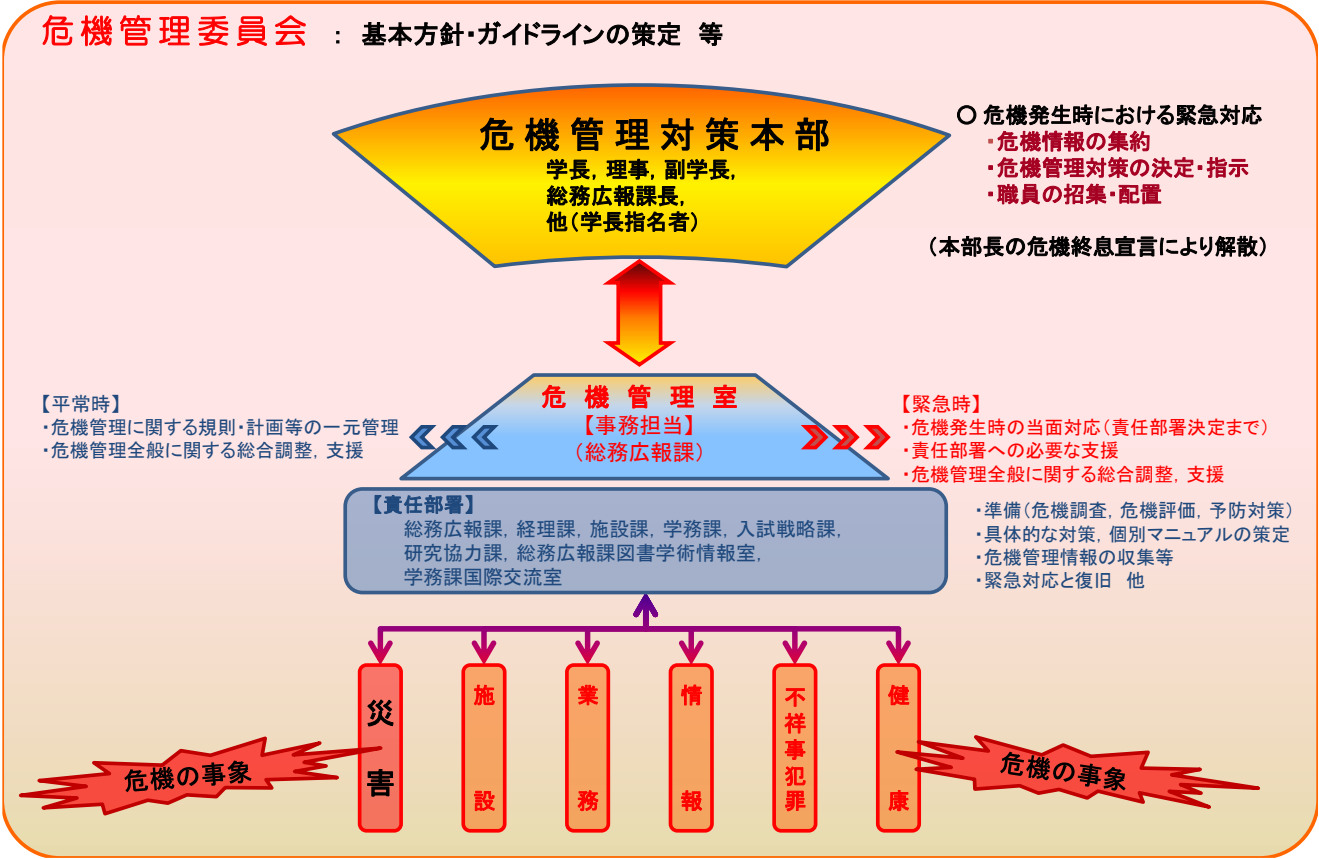 危機管理委員会 ： 基本方針・ガイドラインの策定 等
危機管理対策本部
学長，理事，副学長，
総務広報課長，
他（学長指名者）
○ 危機発生時における緊急対応
・危機情報の集約
・危機管理対策の決定・指示
・職員の招集・配置
（本部長の危機終息宣言により解散）
【平常時】
・危機管理に関する規則・計画等の一元管理
・危機管理全般に関する総合調整，支援
危機管理室
【事務担当】
（総務広報課）
【緊急時】
・危機発生時の当面対応（責任部署決定まで）
・責任部署への必要な支援
・危機管理全般に関する総合調整，支援
【責任部署】
総務広報課，経理課，施設課，学務課，入試戦略課，
研究協力課，総務広報課図書学術情報室，
学務課国際交流室
・準備（危機調査，危機評価，予防対策）
・具体的な対策，個別マニュアルの策定
・危機管理情報の収集等
・緊急対応と復旧 他
災害
施設
業務
情報
不祥事犯罪
健康
危機の事象
危機の事象